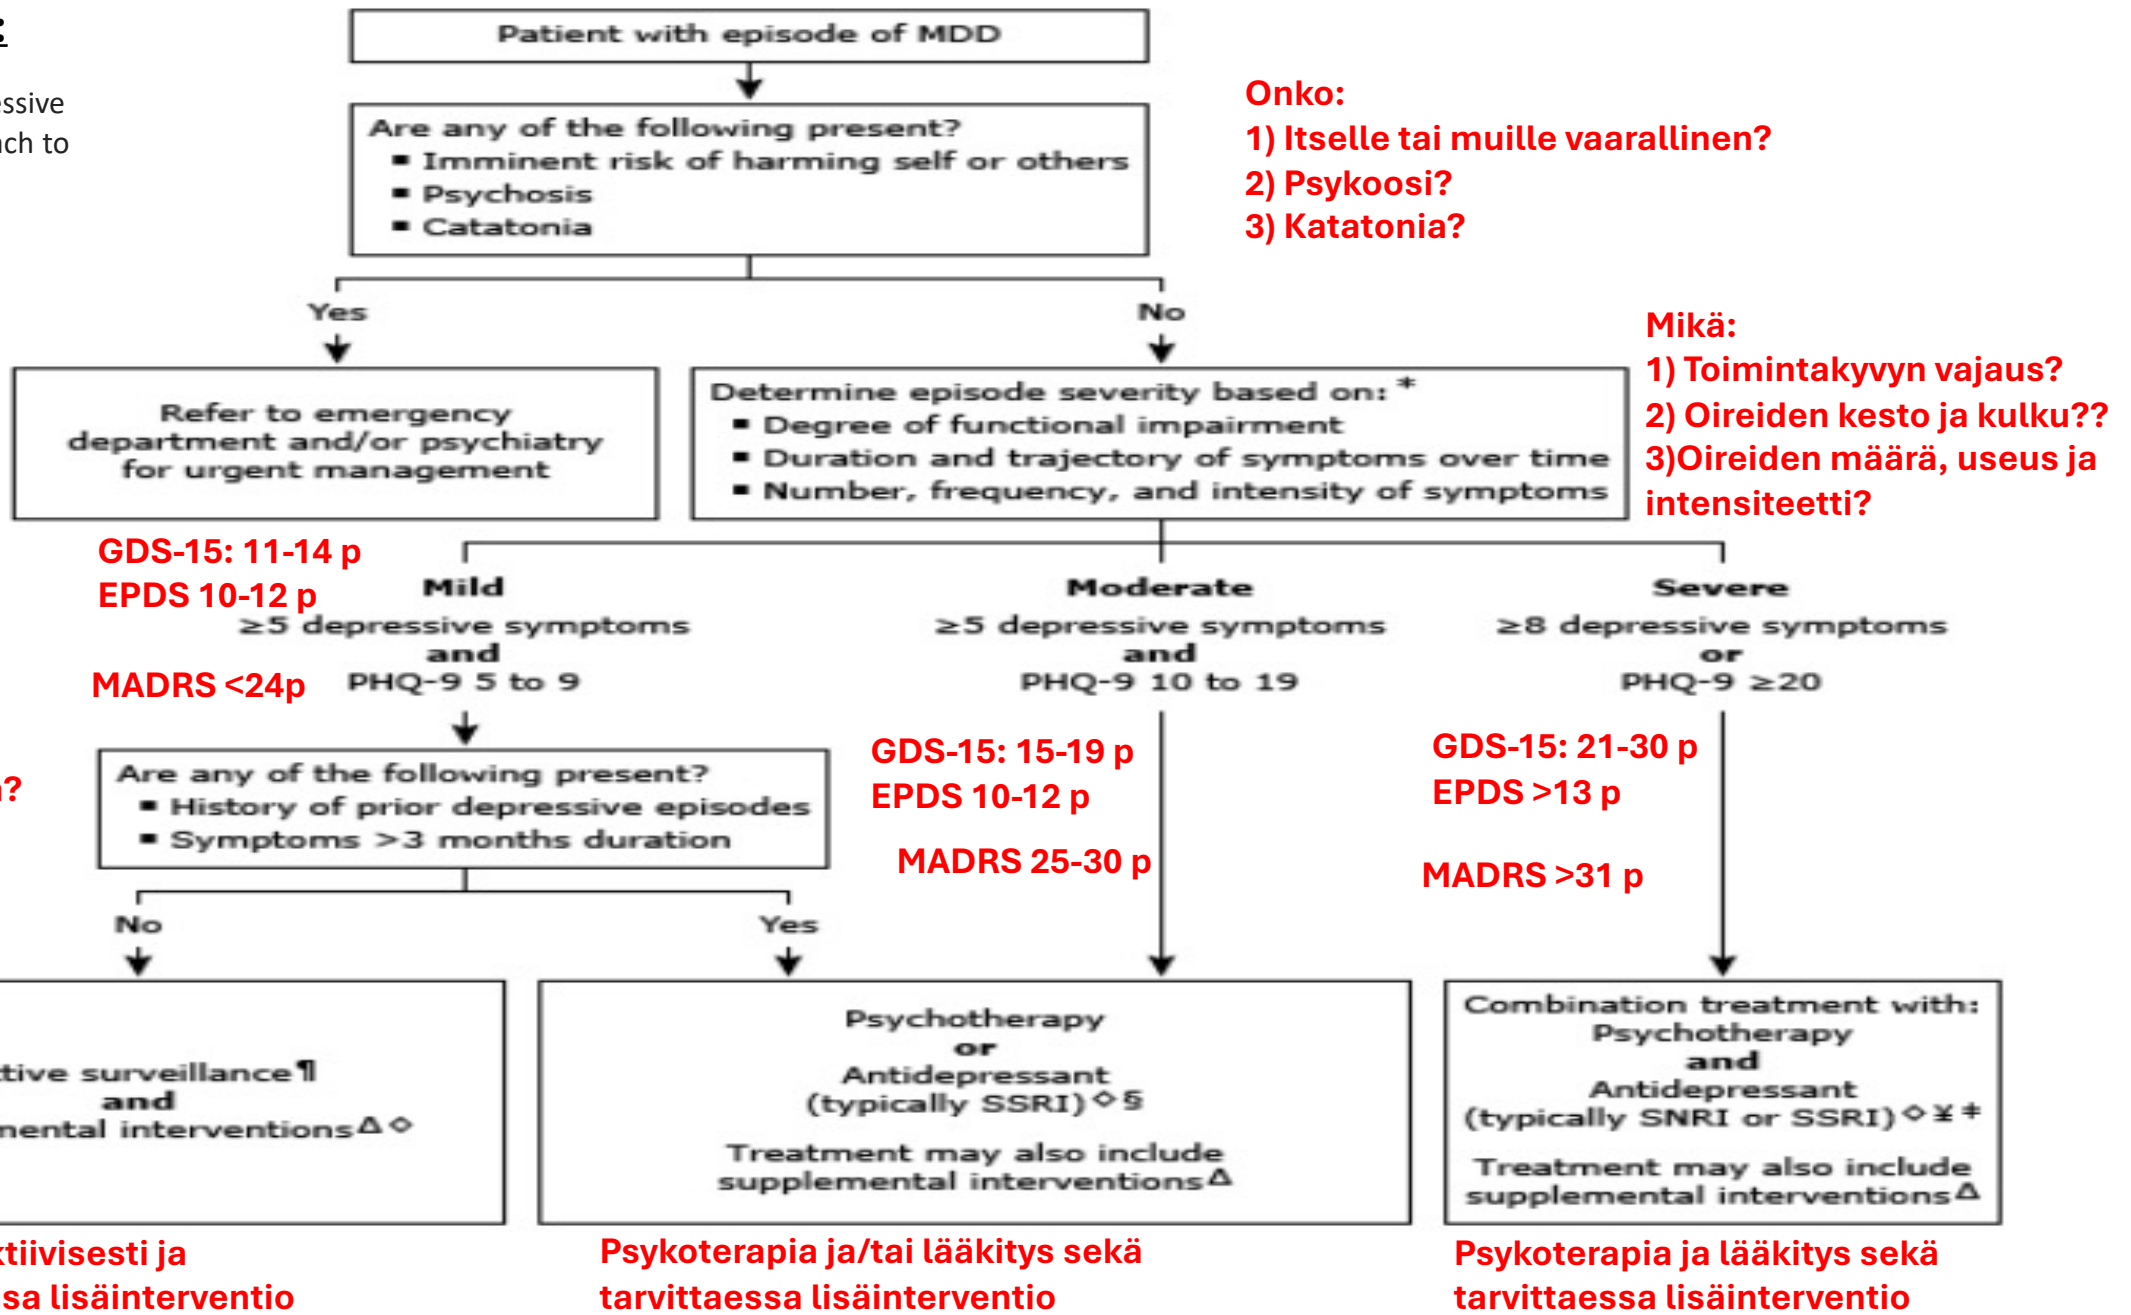 :
Patient with episode of MDD
Are any of the following present?
▪ Imminent risk of harming self or others
▪ Psychosis
▪ Catatonia
Onko:
1) Itselle tai muille vaarallinen?
2) Psykoosi?
3) Katatonia?
Yes
No
Refer to emergency
department and/or psychiatry
for urgent management
Determine episode severity based on: *
▪ Degree of functional impairment
▪ Duration and trajectory of symptoms over time
▪ Number, frequency, and intensity of symptoms
Mikä:
1) Toimintakyvyn vajaus?
2) Oireiden kesto ja kulku??
3)Oireiden määrä, useus ja
intensiteetti?
GDS-15: 11-14 p
EPDS 10-12 p
Mild
≥5 depressive symptoms
and
PHQ-9 5 to 9
MADRS <24p
Moderate
≥5 depressive symptoms
and
PHQ-9 10 to 19
Severe
≥8 depressive symptoms
or
PHQ-9 ≥20
Are any of the following present?
▪ History of prior depressive episodes
▪ Symptoms >3 months duration
GDS-15: 15-19 p
EPDS 10-12 p
MADRS 25-30 p
GDS-15: 21-30 p
EPDS >13 p
MADRS >31 p
No
Yes
surveillance¶
and
interventions Δ ◇
Psychotherapy
or
Antidepressant
(typically SSRI) ◇ §
Treatment may also include
supplemental interventions Δ
Combination treatment with:
Psychotherapy
and
Antidepressant
(typically SNRI or SSRI) ◇ ¥ ‡
Treatment may also include
supplemental interventions Δ
ja
lisäinterventio
Psykoterapia ja/tai lääkitys sekä
tarvittaessa lisäinterventio
Psykoterapia ja lääkitys sekä
tarvittaessa lisäinterventio